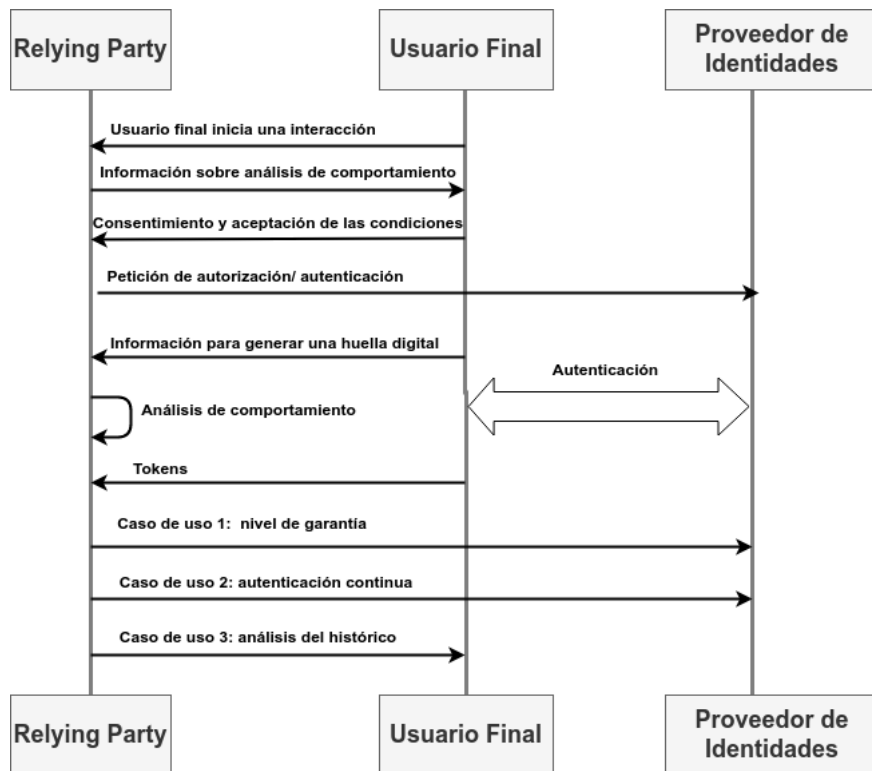 Relying Party
Usuario Final
Proveedor de
Identidades
Usuario final inicia una interacción
Información sobre análisis de comportamiento
Consentimiento y aceptación de las condiciones
Petición de autorización/ autenticación
Información para generar una huella digital
Autenticación
Análisis de comportamiento
Tokens
Caso de uso 1:  nivel de garantía
Caso de uso 2: autenticación continua
Caso de uso 3: análisis del histórico
Relying Party
Usuario Final
Proveedor de
Identidades